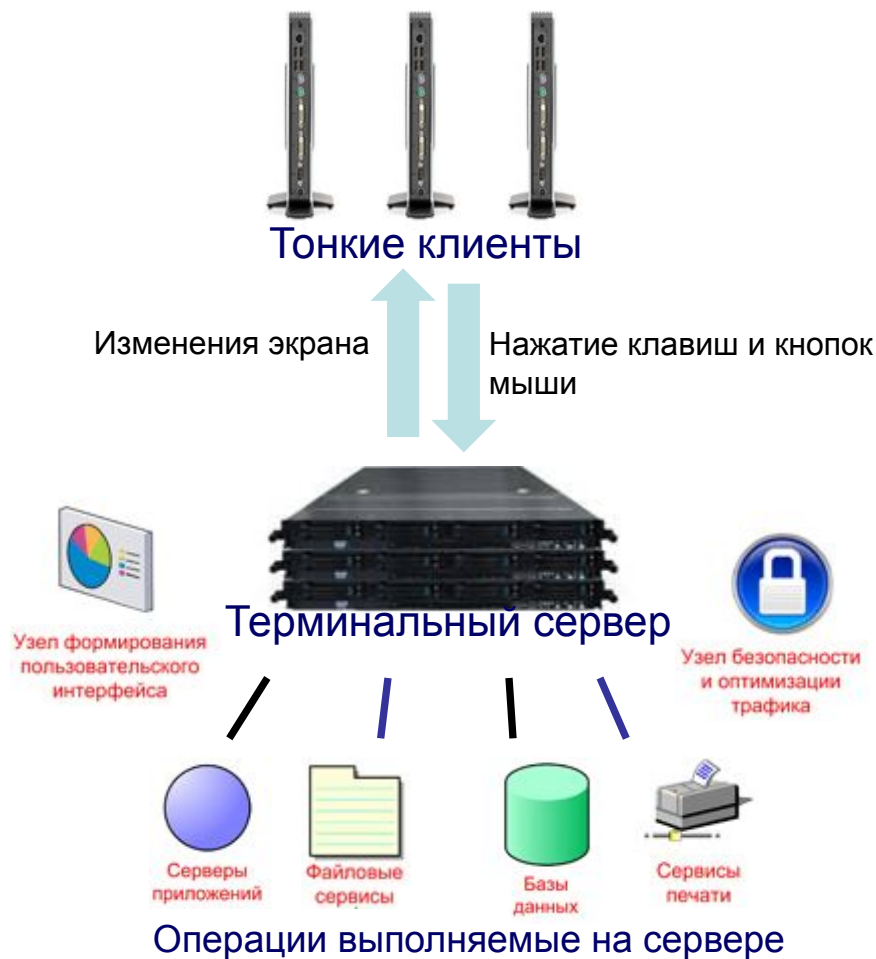 Тонкие клиенты
Изменения экрана
Нажатие клавиш и кнопок
мыши
Терминальный сервер
Узел формирования
пользовательского
интерфейса
Узел безопасности
и оптимизации
трафика
Серверы
приложений
Файловые
сервисы
Базы
данных
Сервисы
печати
Операции выполняемые на сервере